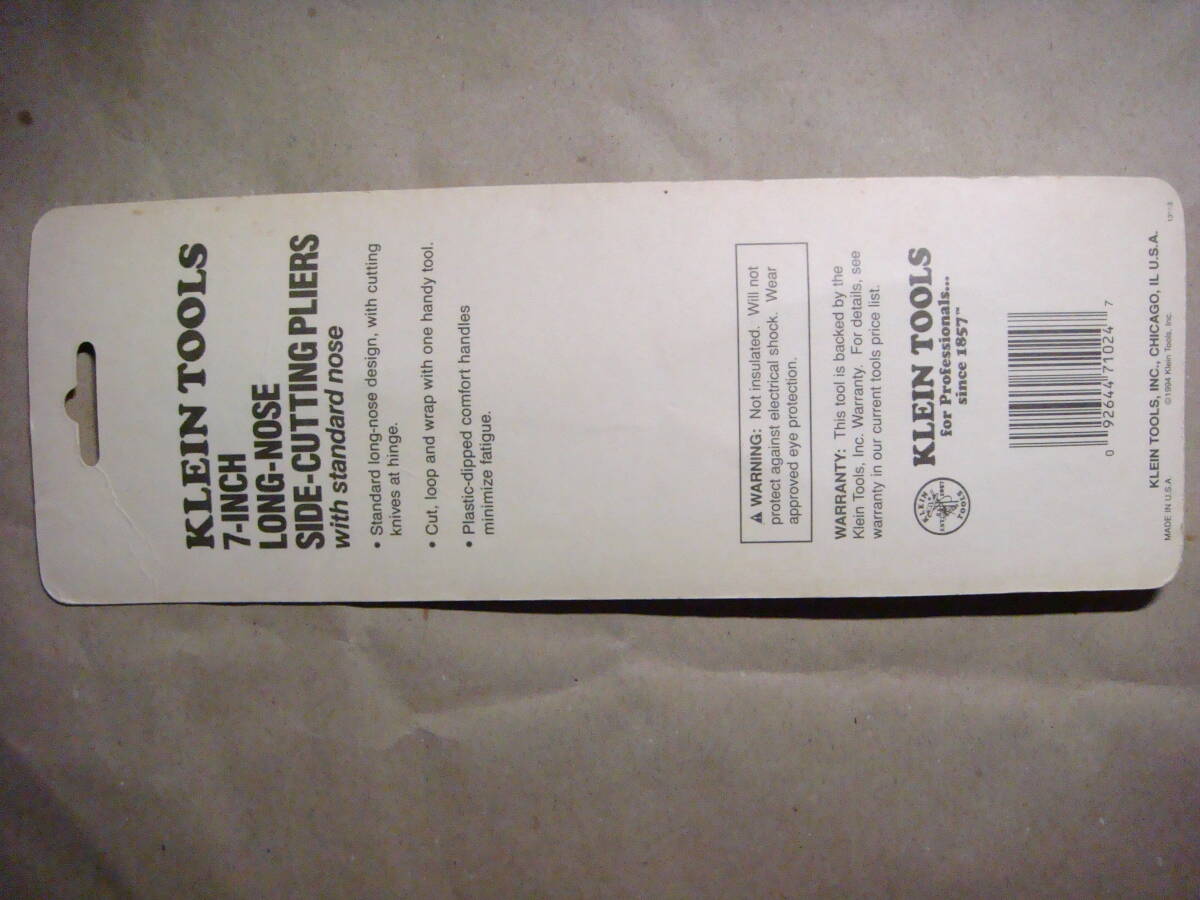 KLEIN TOOLS
7-INCH
LONG-NOSE
SIDE-CUTTING PLIERS
with standard nose
• Standard long-nose design, with cutting
knives at hinge.
• Cut, loop and wrap with one handy tool.
• Plastic-dipped comfort handles
minimize fatigue.
⚠ WARNING: Not insulated. Will not
protect against electrical shock. Wear
approved eye protection.
WARRANTY: This tool is backed by the
Klein Tools, Inc. Warranty. For details, see
warranty in our current tools price list.
KLEIN TOOLS
for Professionals...
since 1857™
KLEIN
TOOLS
0 92644 71024 7
KLEIN TOOLS, INC., CHICAGO, IL U.S.A.
MADE IN U.S.A
©1994 Klein Tools, Inc.